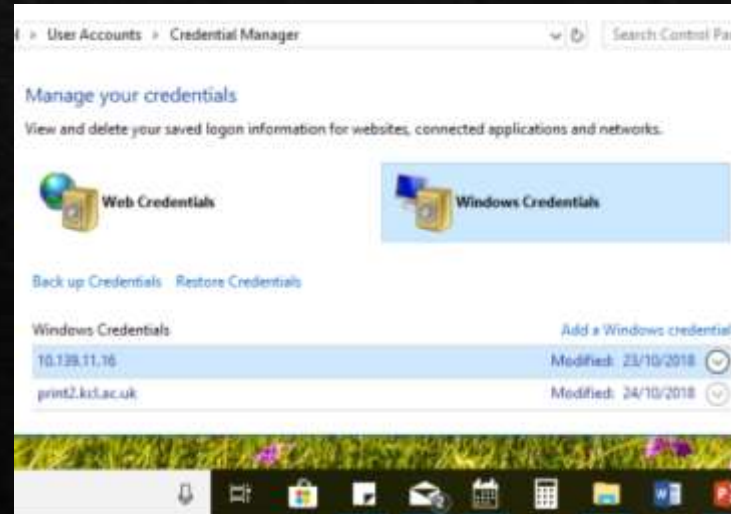 > User Accounts > Credential Manager
Search Control Pa
Manage your credentials
View and delete your saved logon information for websites, connected applications and networks.
Web Credentials
Windows Credentials
Back up Credentials Restore Credentials
Windows Credentials Add a Windows credential
10.139.11.16 Modified: 23/10/2018
print2.kcl.ac.uk Modified: 24/10/2018